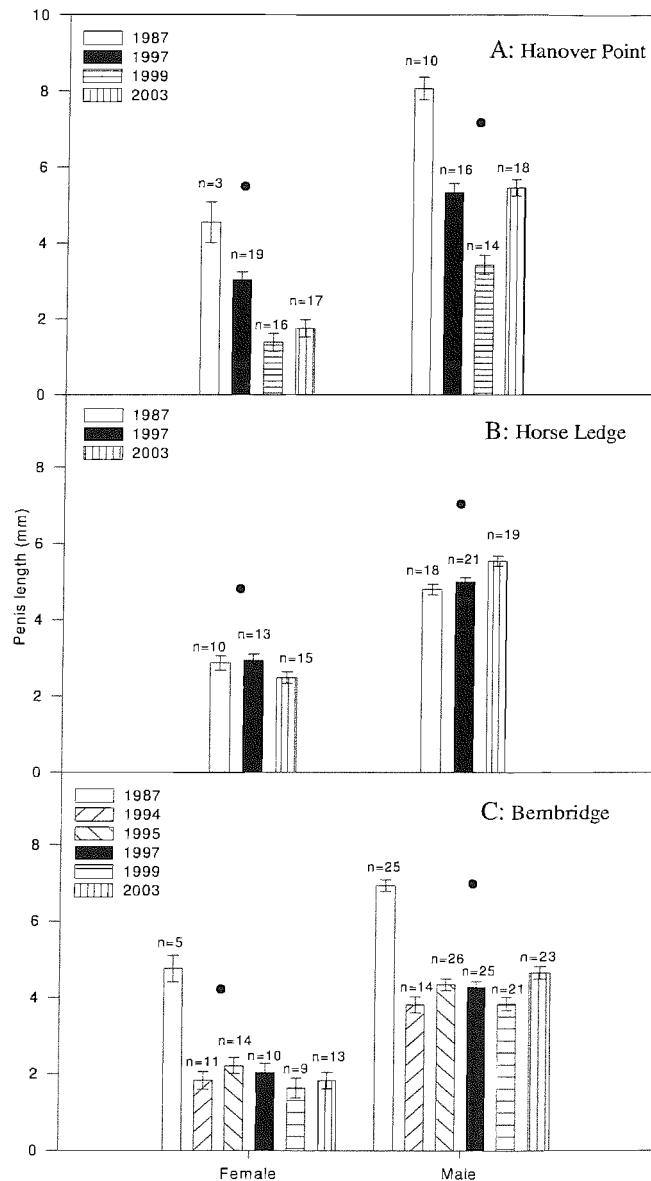 10
8
6
4
2
0
Penis length (mm)
A: Hanover Point
1987
1997
1999
2003
n=3
n=19
n=16
n=17
n=10
n=16
n=14
n=18
B: Horse Ledge
1987
1997
2003
8
6
4
2
0
n=10
n=13
n=15
n=18
n=21
n=19
C: Bembridge
1987
1994
1995
1997
1999
2003
8
6
4
2
0
n=5
n=11
n=14
n=10
n=9
n=13
n=25
n=14
n=26
n=25
n=21
n=23
Female
Male